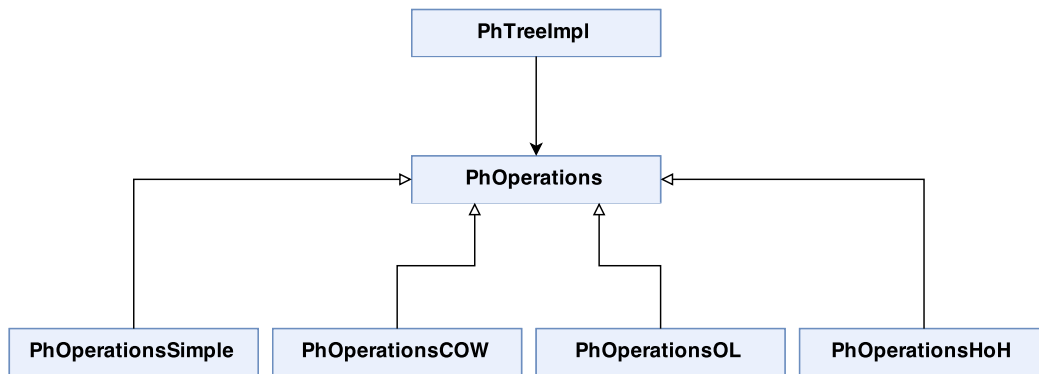 PhTreeImpl
PhOperations
PhOperationsSimple
PhOperationsCOW
PhOperationsOL
PhOperationsHoH